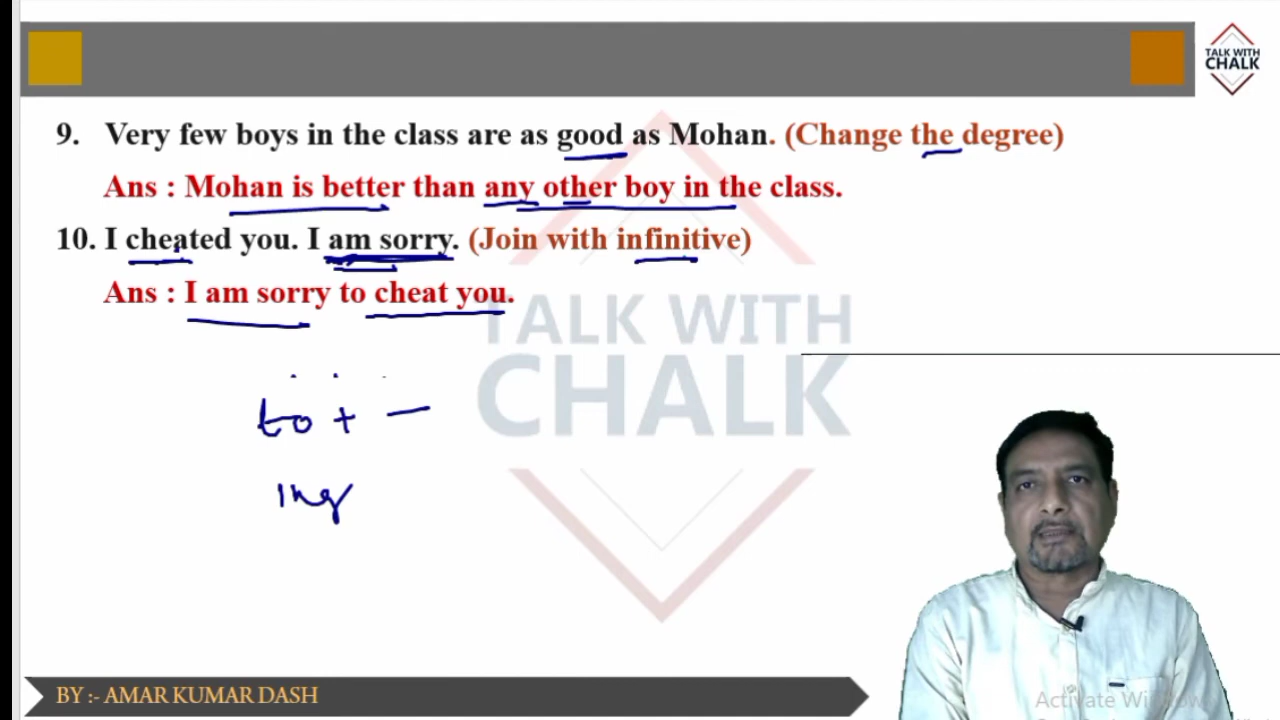 TALK WITH
CHALK
9. Very few boys in the class are as good as Mohan. (Change the degree)
Ans : Mohan is better than any other boy in the class.
10. I cheated you. I am sorry. (Join with infinitive)
Ans : I am sorry to cheat you.
TALK WITH
CHALK
to + —
ing
BY :- AMAR KUMAR DASH
Activate Windows